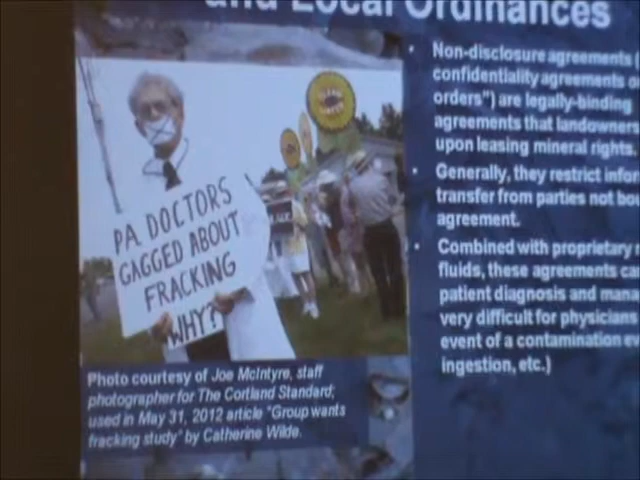 and Local Ordinances
• Non-disclosure agreements (
confidentiality agreements o
orders") are legally-binding
agreements that landowners
upon leasing mineral rights.
• Generally, they restrict infor
transfer from parties not bo
agreement.
• Combined with proprietary
fluids, these agreements ca
patient diagnosis and mana
very difficult for physicians
event of a contamination ev
ingestion, etc.)
PA. DOCTORS
GAGGED ABOUT
FRACKING
WHY?
Photo courtesy of Joe McIntyre, staff
photographer for The Cortland Standard;
used in May 31, 2012 article "Group wants
fracking study" by Catherine Wilde.